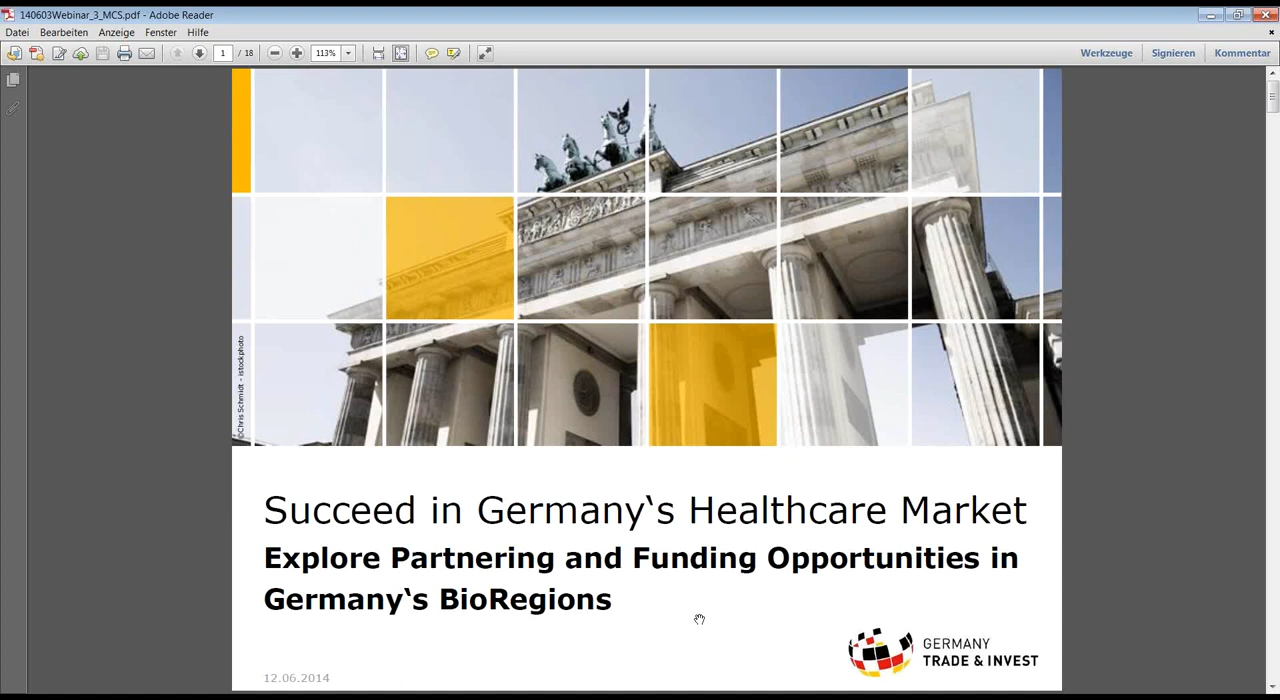 140603Webinar_3_MCS.pdf - Adobe Reader
Datei Bearbeiten Anzeige Fenster Hilfe
1 / 18 113% Werkzeuge Signieren Kommentar
©Chris Schmidt - istockphoto
Succeed in Germany‘s Healthcare Market
Explore Partnering and Funding Opportunities in
Germany‘s BioRegions
GERMANY
TRADE & INVEST
12.06.2014